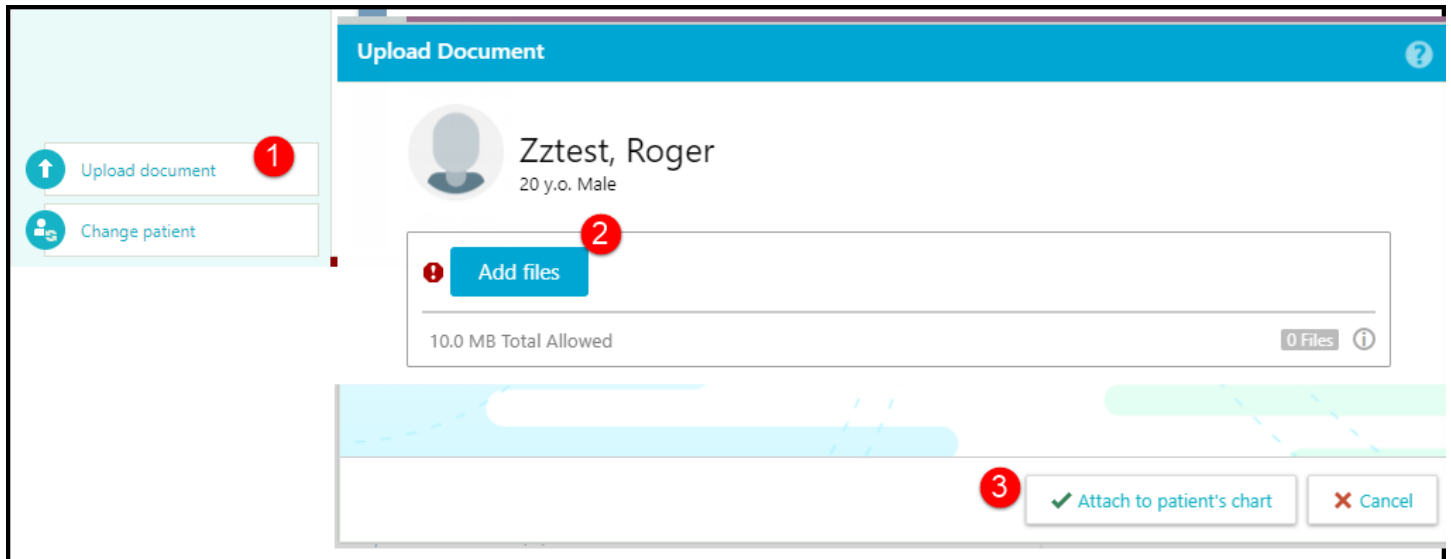 Upload document
1
Change patient
Upload Document
?
Zztest, Roger
20 y.o. Male
2
! Add files
10.0 MB Total Allowed
0 Files i
3
Attach to patient's chart
Cancel